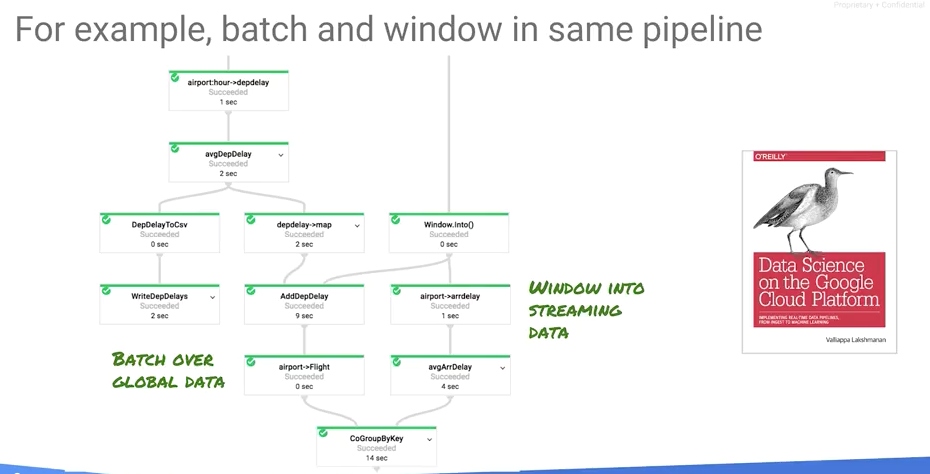 Proprietary + Confidential
For example, batch and window in same pipeline
airport:hour->depdelay
Succeeded
1 sec
avgDepDelay
Succeeded
2 sec
DepDelayToCsv
Succeeded
0 sec
depdelay->map
Succeeded
2 sec
Window.Into()
Succeeded
0 sec
WriteDepDelays
Succeeded
2 sec
AddDepDelay
Succeeded
9 sec
airport->arrdelay
Succeeded
1 sec
WINDOW INTO
STREAMING
DATA
BATCH OVER
GLOBAL DATA
airport->Flight
Succeeded
0 sec
avgArrDelay
Succeeded
4 sec
CoGroupByKey
Succeeded
14 sec
O'REILLY
Data Science
on the Google
Cloud Platform
IMPLEMENTING REALTIME DATA PIPELINES,
FROM INGEST TO MACHINE LEARNING
Valliappa Lakshmanan